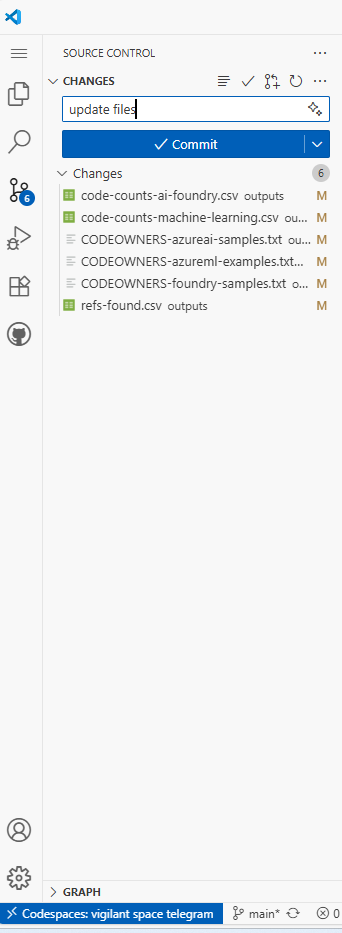 SOURCE CONTROL
CHANGES
update files
Commit
Changes 6
code-counts-ai-foundry.csv outputs M
code-counts-machine-learning.csv ou... M
CODEOWNERS-azureai-samples.txt ou... M
6
CODEOWNERS-azureml-examples.txt... M
CODEOWNERS-foundry-samples.txt o... M
refs-found.csv outputs M
GRAPH
Codespaces: vigilant space telegram main* 0